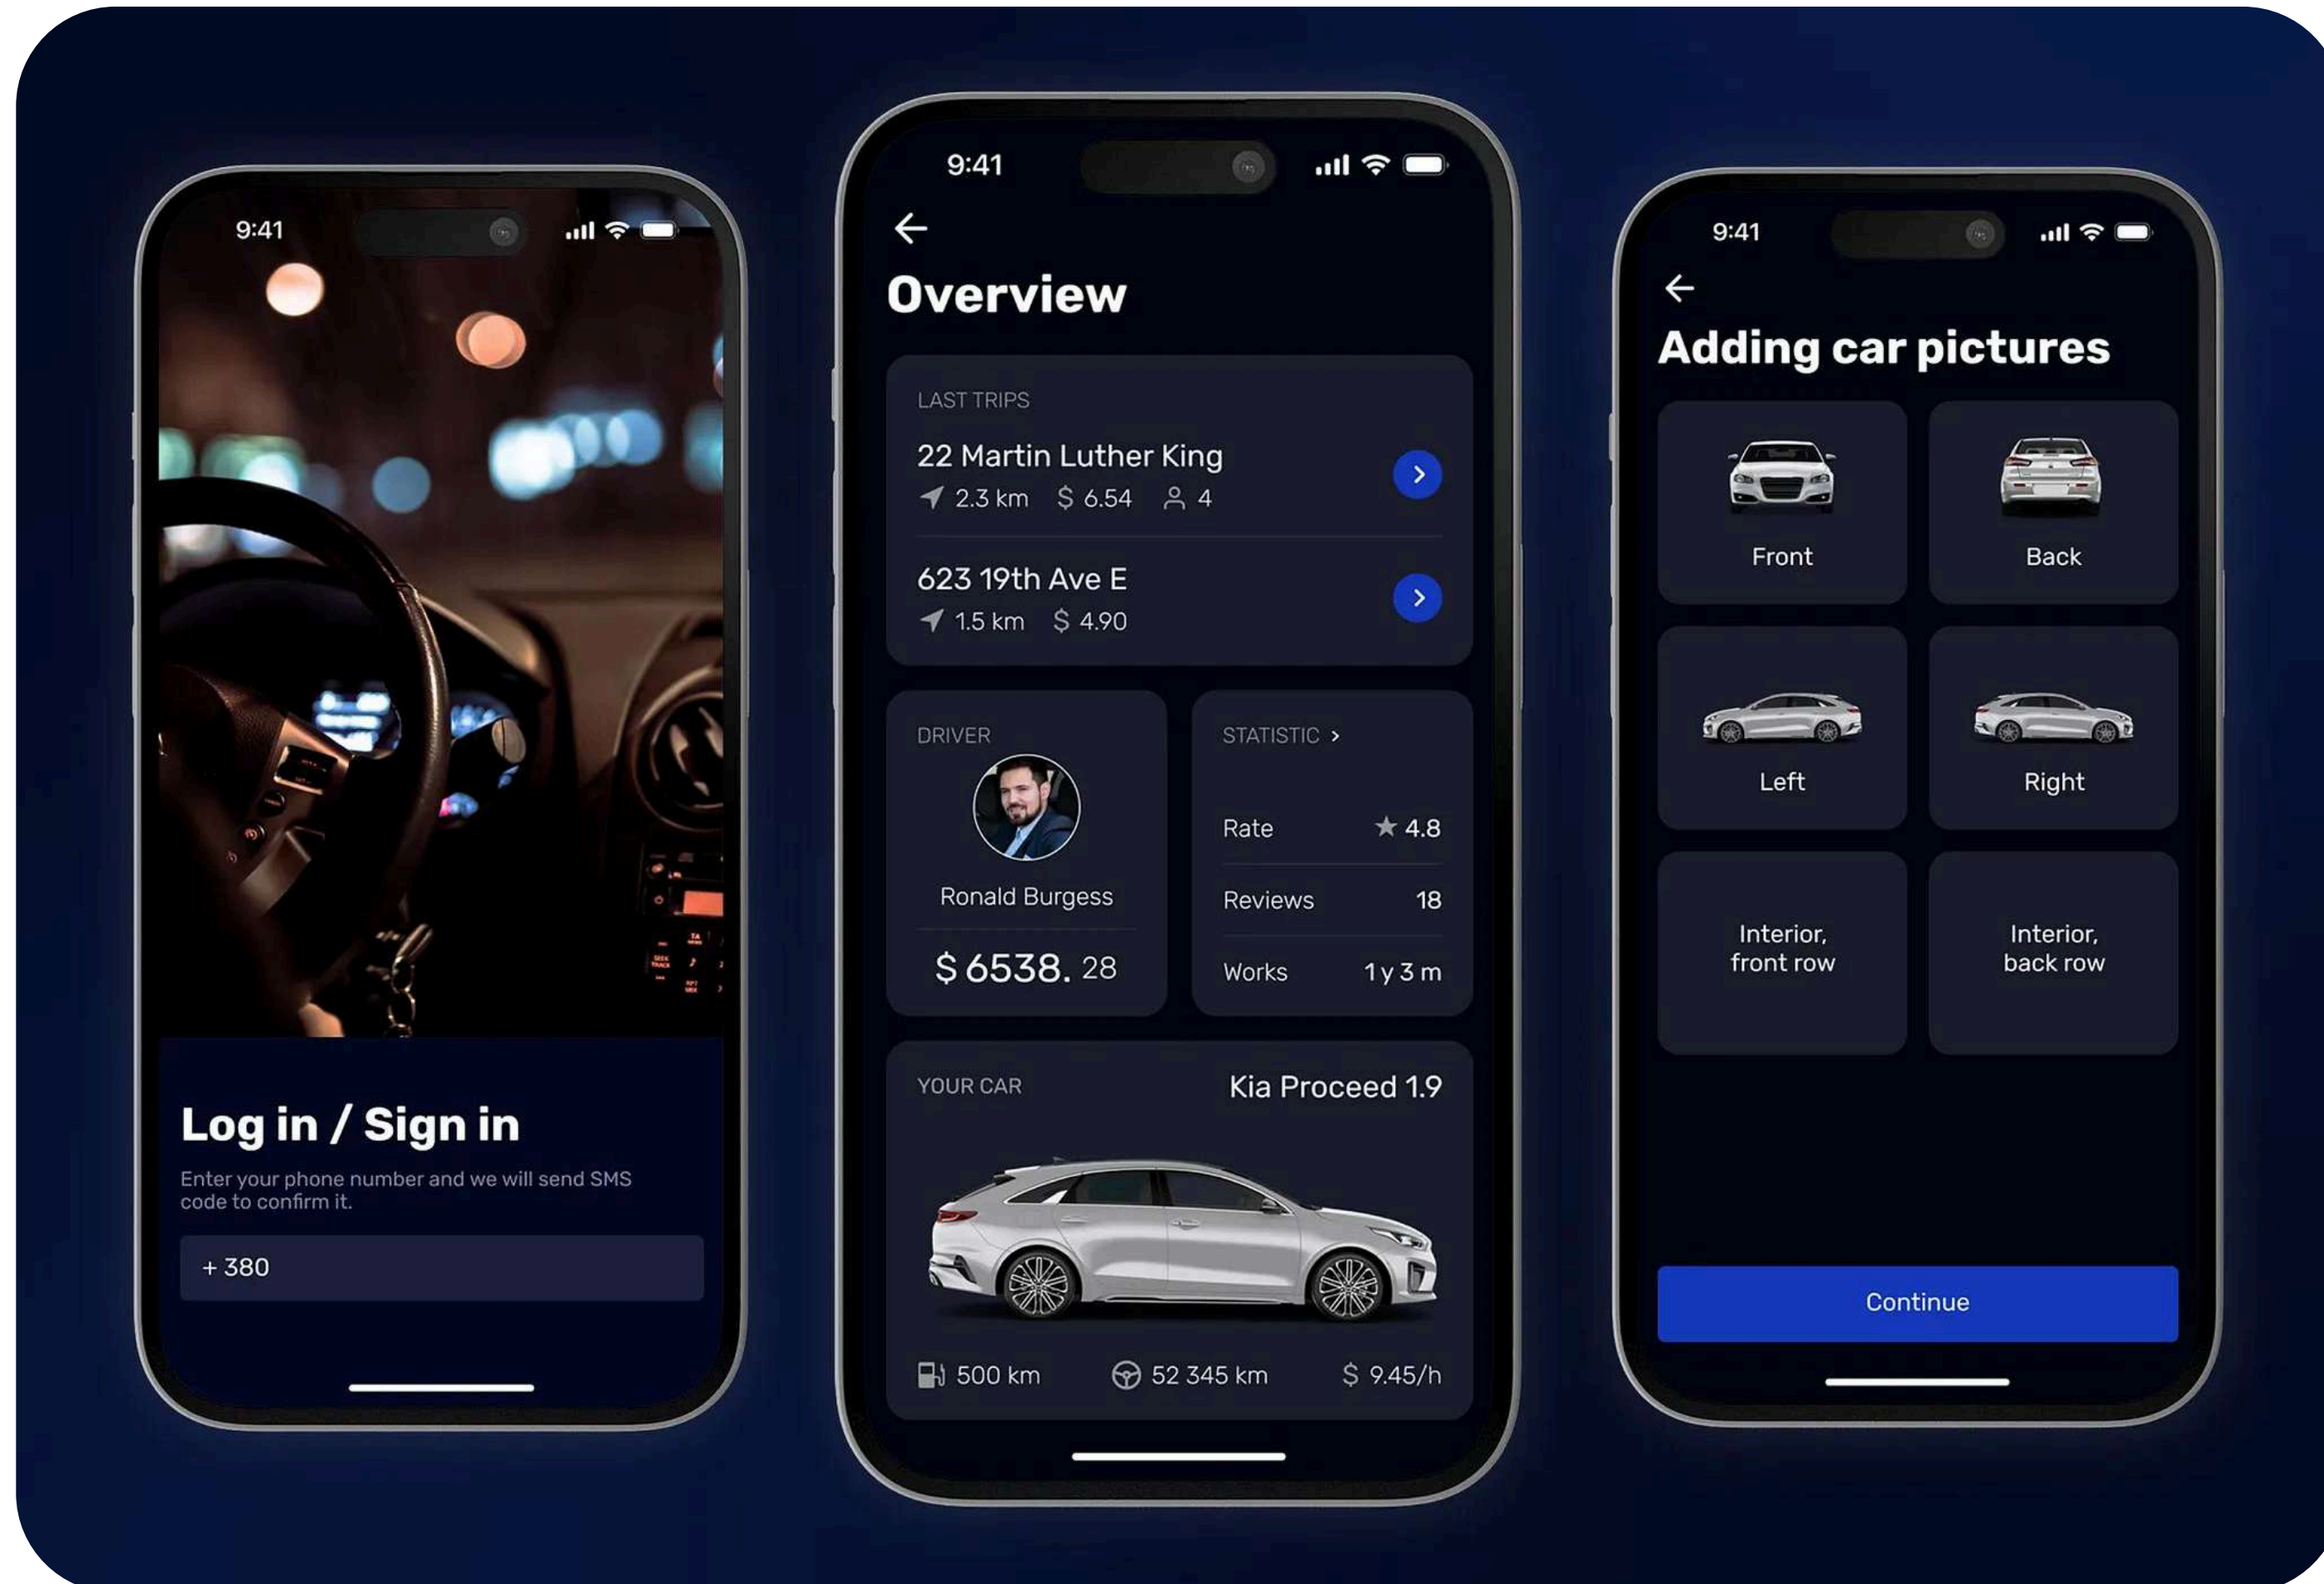 9:41
Log in / Sign in
Enter your phone number and we will send SMS
code to confirm it.
+ 380
9:41
Overview
LAST TRIPS
22 Martin Luther King
2.3 km $ 6.54 4
623 19th Ave E
1.5 km $ 4.90
DRIVER
Ronald Burgess
$ 6538. 28
STATISTIC >
Rate ★ 4.8
Reviews 18
Works 1 y 3 m
YOUR CAR Kia Proceed 1.9
500 km 52 345 km $ 9.45/h
9:41
Adding car pictures
Front Back
Left Right
Interior,
front row
Interior,
back row
Continue